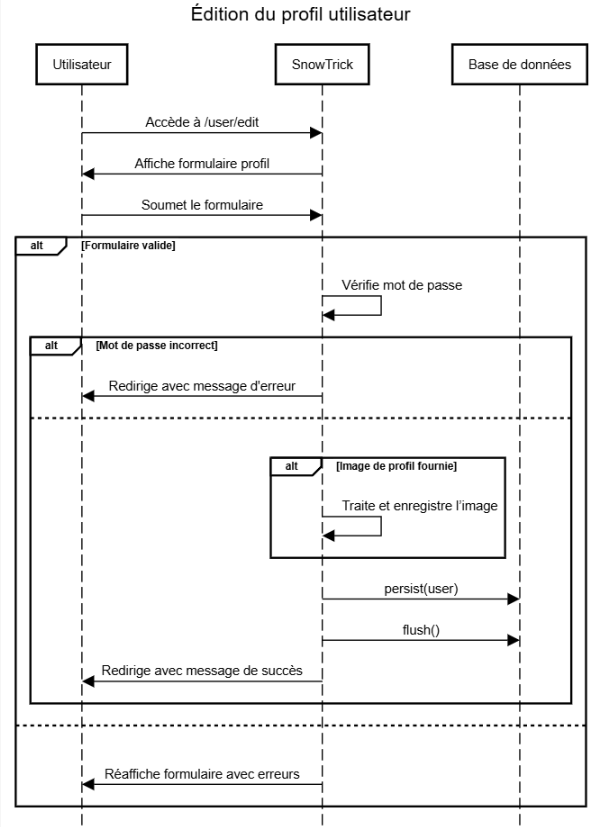 Édition du profil utilisateur
Utilisateur
SnowTrick
Base de données
Accède à /user/edit
Affiche formulaire profil
Soumet le formulaire
alt
[Formulaire valide]
Vérifie mot de passe
alt
[Mot de passe incorrect]
Redirige avec message d'erreur
alt
[Image de profil fournie]
Traite et enregistre l'image
persist(user)
flush()
Redirige avec message de succès
Réaffiche formulaire avec erreurs